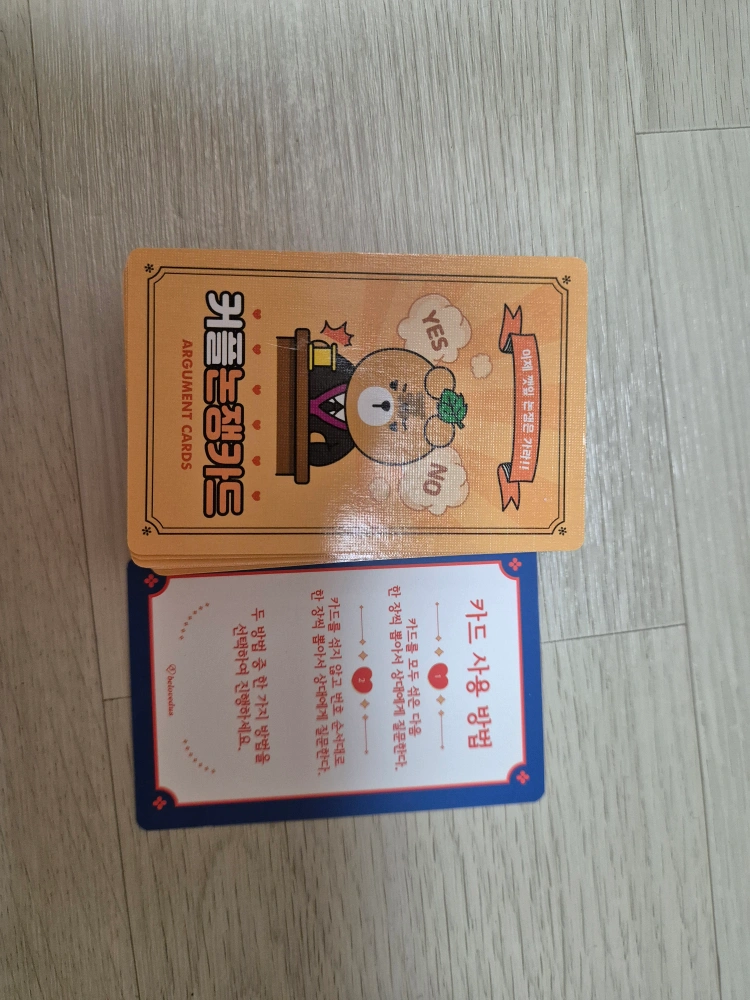 이제 깻잎 논쟁은 가라!!
YES
NO
커플논쟁카드
ARGUMENT CARDS
카드 사용 방법
1
카드를 모두 섞은 다음
한 장씩 뽑아서 상대에게 질문한다.
2
카드를 섞지 않고 번호 순서대로
한 장씩 뽑아서 상대에게 질문한다.
두 방법 중 한 가지 방법을
선택하여 진행하세요.